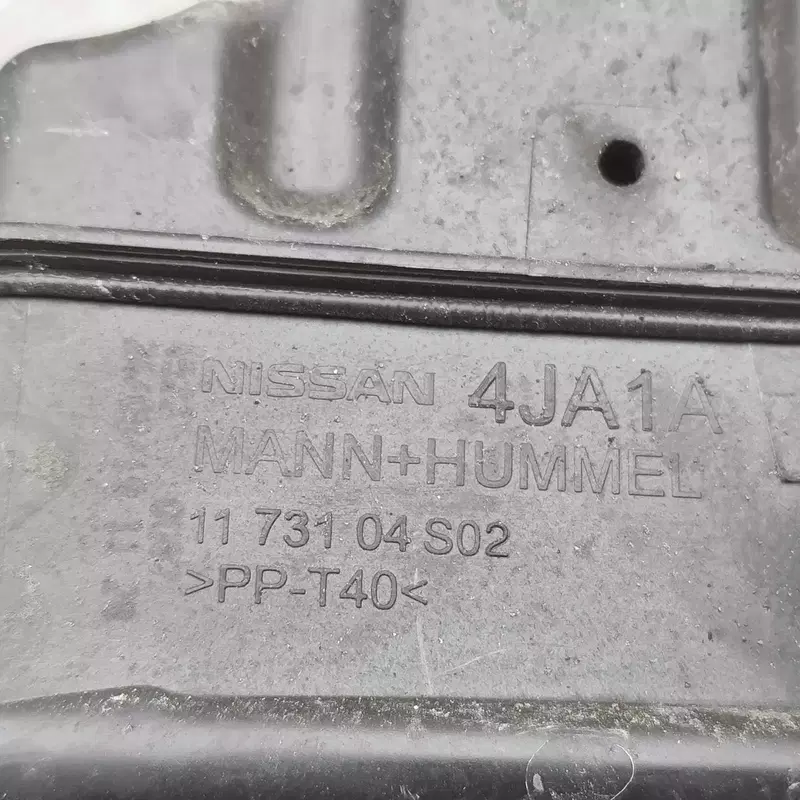 NISSAN 4JA1A
MANN+HUMMEL
11 731 04 S02
>PP-T40<